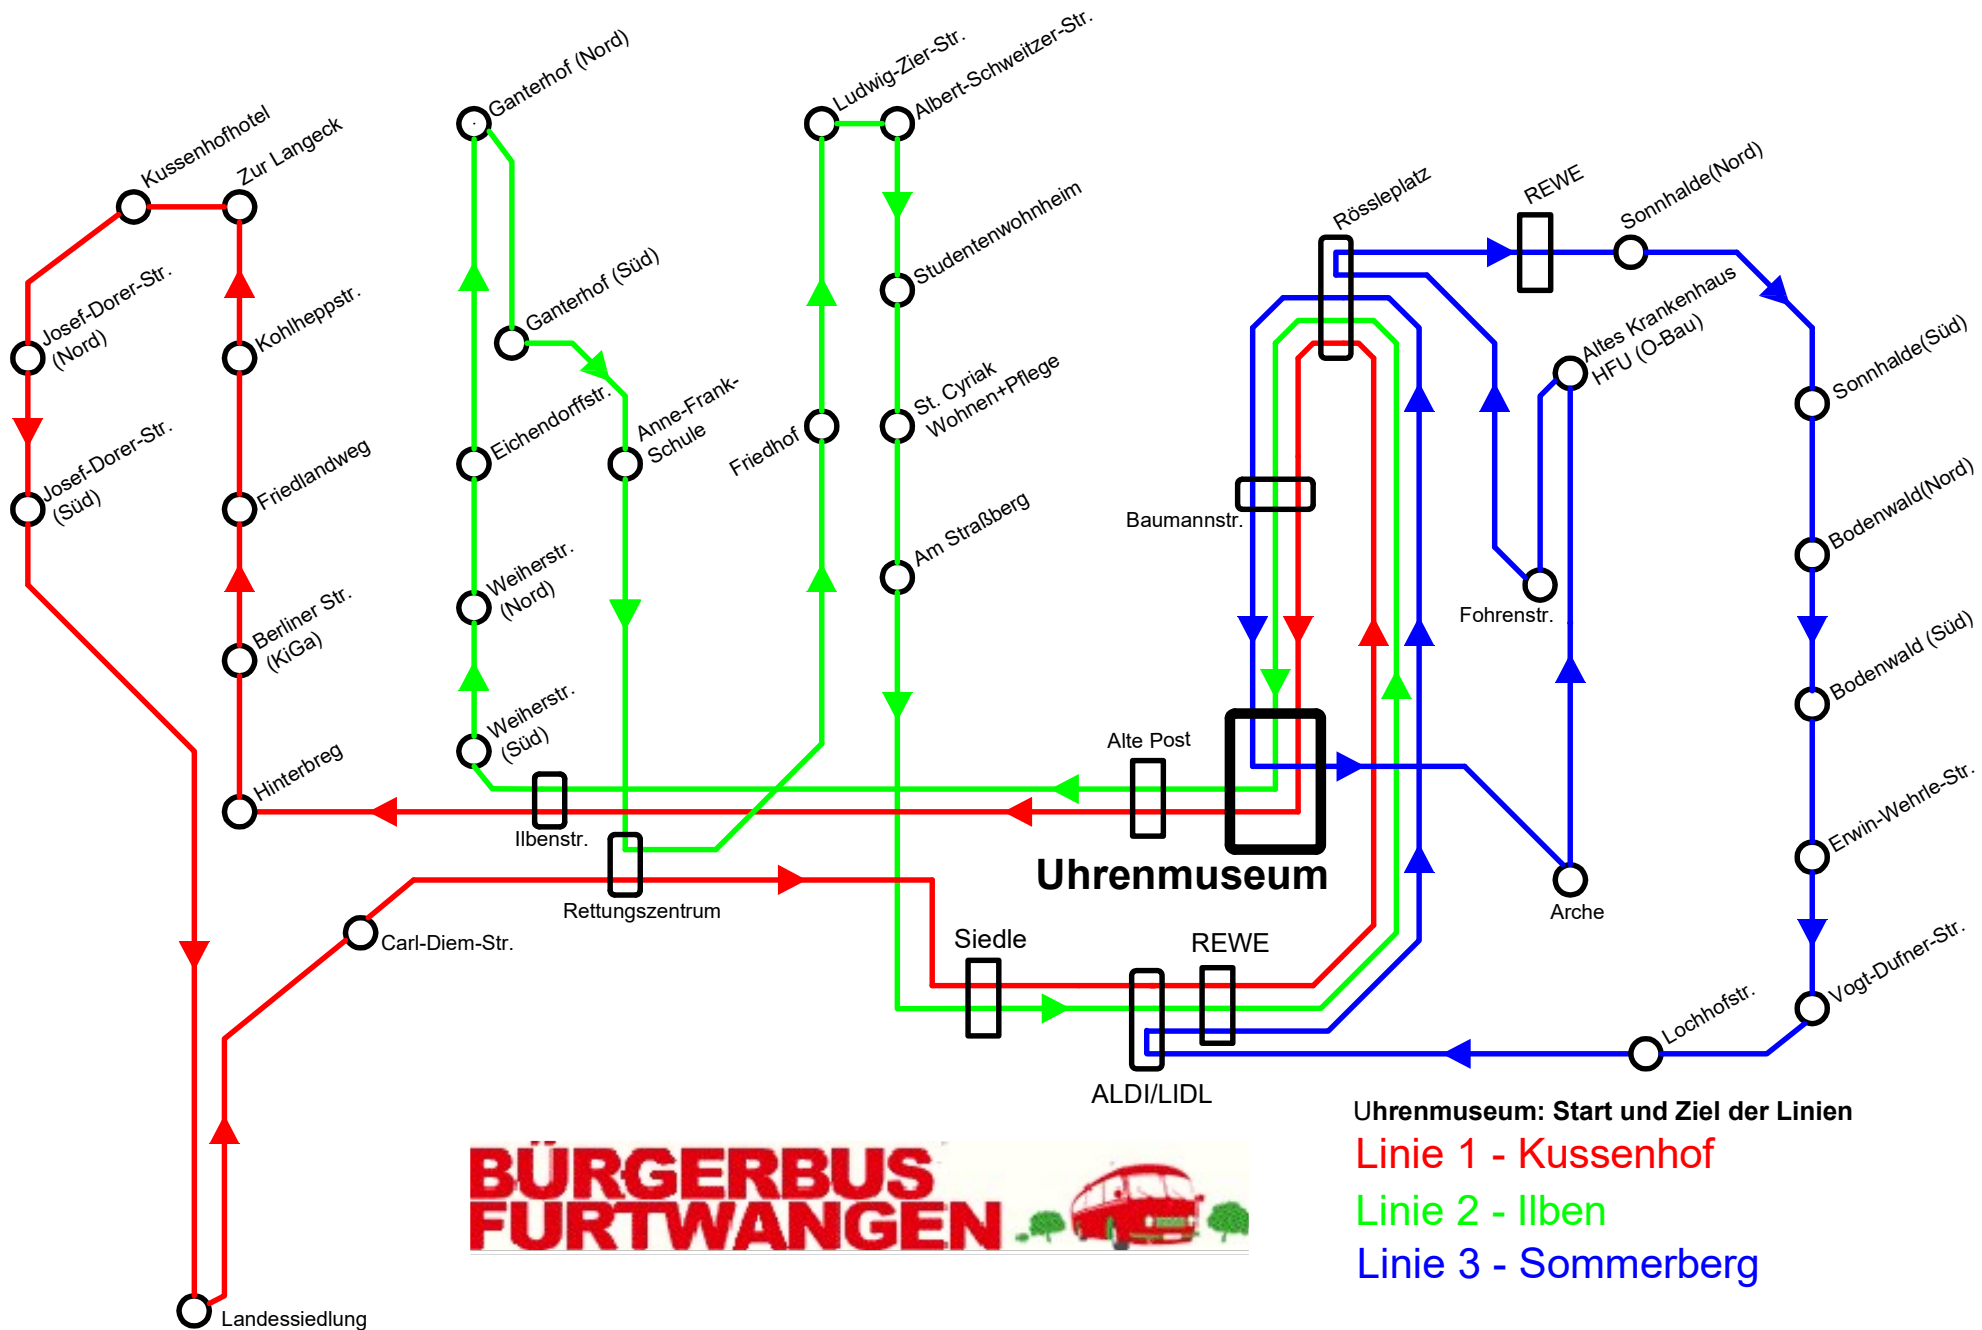 Kussenhofhotel
Zur Langeck
Josef-Dorer-Str.
(Nord)
Kohlheppstr.
Josef-Dorer-Str.
(Süd)
Friedlandweg
Berliner Str.
(KiGa)
Hinterbreg
Ganterhof (Nord)
Ganterhof (Süd)
Eichendorffstr.
Anne-Frank-
Schule
Weiherstr.
(Nord)
Weiherstr.
(Süd)
Ilbenstr.
Rettungszentrum
Carl-Diem-Str.
Landessiedlung
Ludwig-Zier-Str.
Albert-Schweitzer-Str.
Studentenwohnheim
Friedhof
St. Cyriak
Wohnen+Pflege
Am Straßberg
Rössleplatz
REWE
Sonnhalde(Nord)
Altes Krankenhaus
HFU (O-Bau)
Sonnhalde(Süd)
Baumannstr.
Fohrenstr.
Bodenwald(Nord)
Bodenwald (Süd)
Alte Post
Uhrenmuseum
Erwin-Wehrle-Str.
Arche
Siedle
REWE
Vogt-Dufner-Str.
Lochhofstr.
ALDI/LIDL
Uhrenmuseum: Start und Ziel der Linien
Linie 1 - Kussenhof
Linie 2 - Ilben
Linie 3 - Sommerberg
BÜRGERBUS
FURTWANGEN